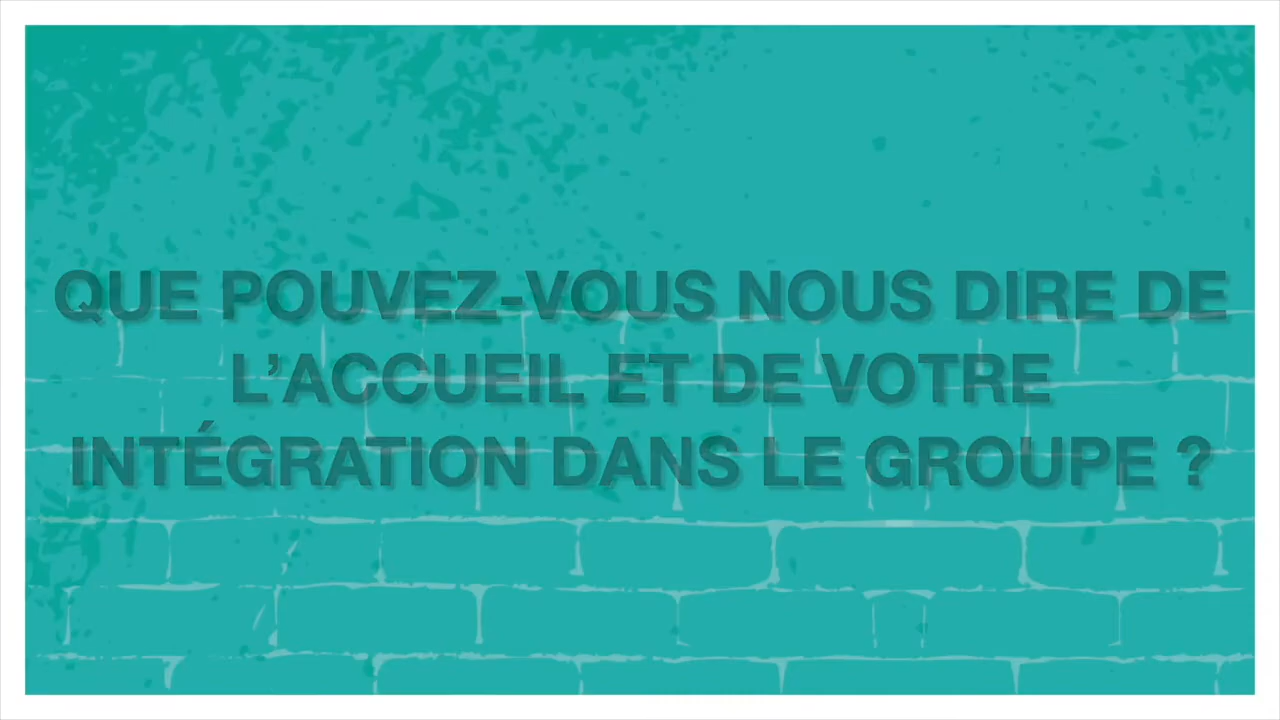 QUE POUVEZ-VOUS NOUS DIRE DE
L’ACCUEIL ET DE VOTRE
INTÉGRATION DANS LE GROUPE ?